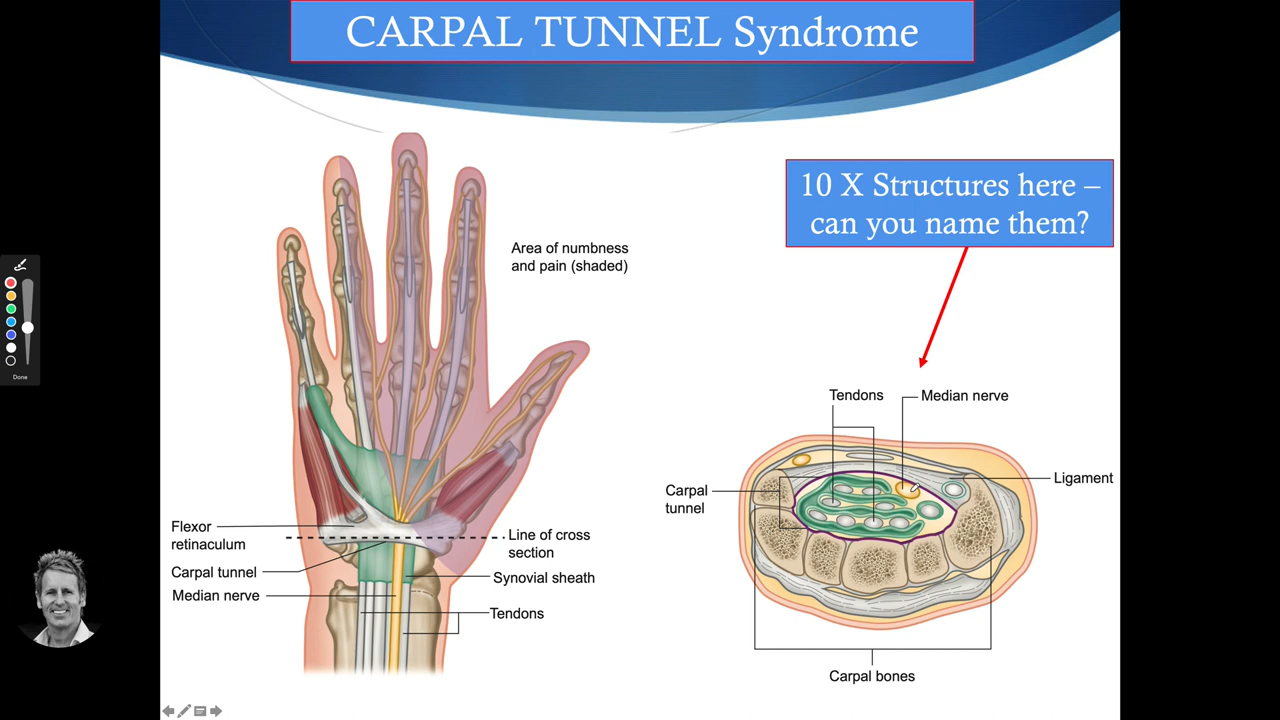 CARPAL TUNNEL Syndrome
10 X Structures here –
can you name them?
Area of numbness
and pain (shaded)
Tendons
Median nerve
Ligament
Carpal
tunnel
Flexor
retinaculum
Line of cross
section
Carpal tunnel
Synovial sheath
Median nerve
Tendons
Carpal bones
Done